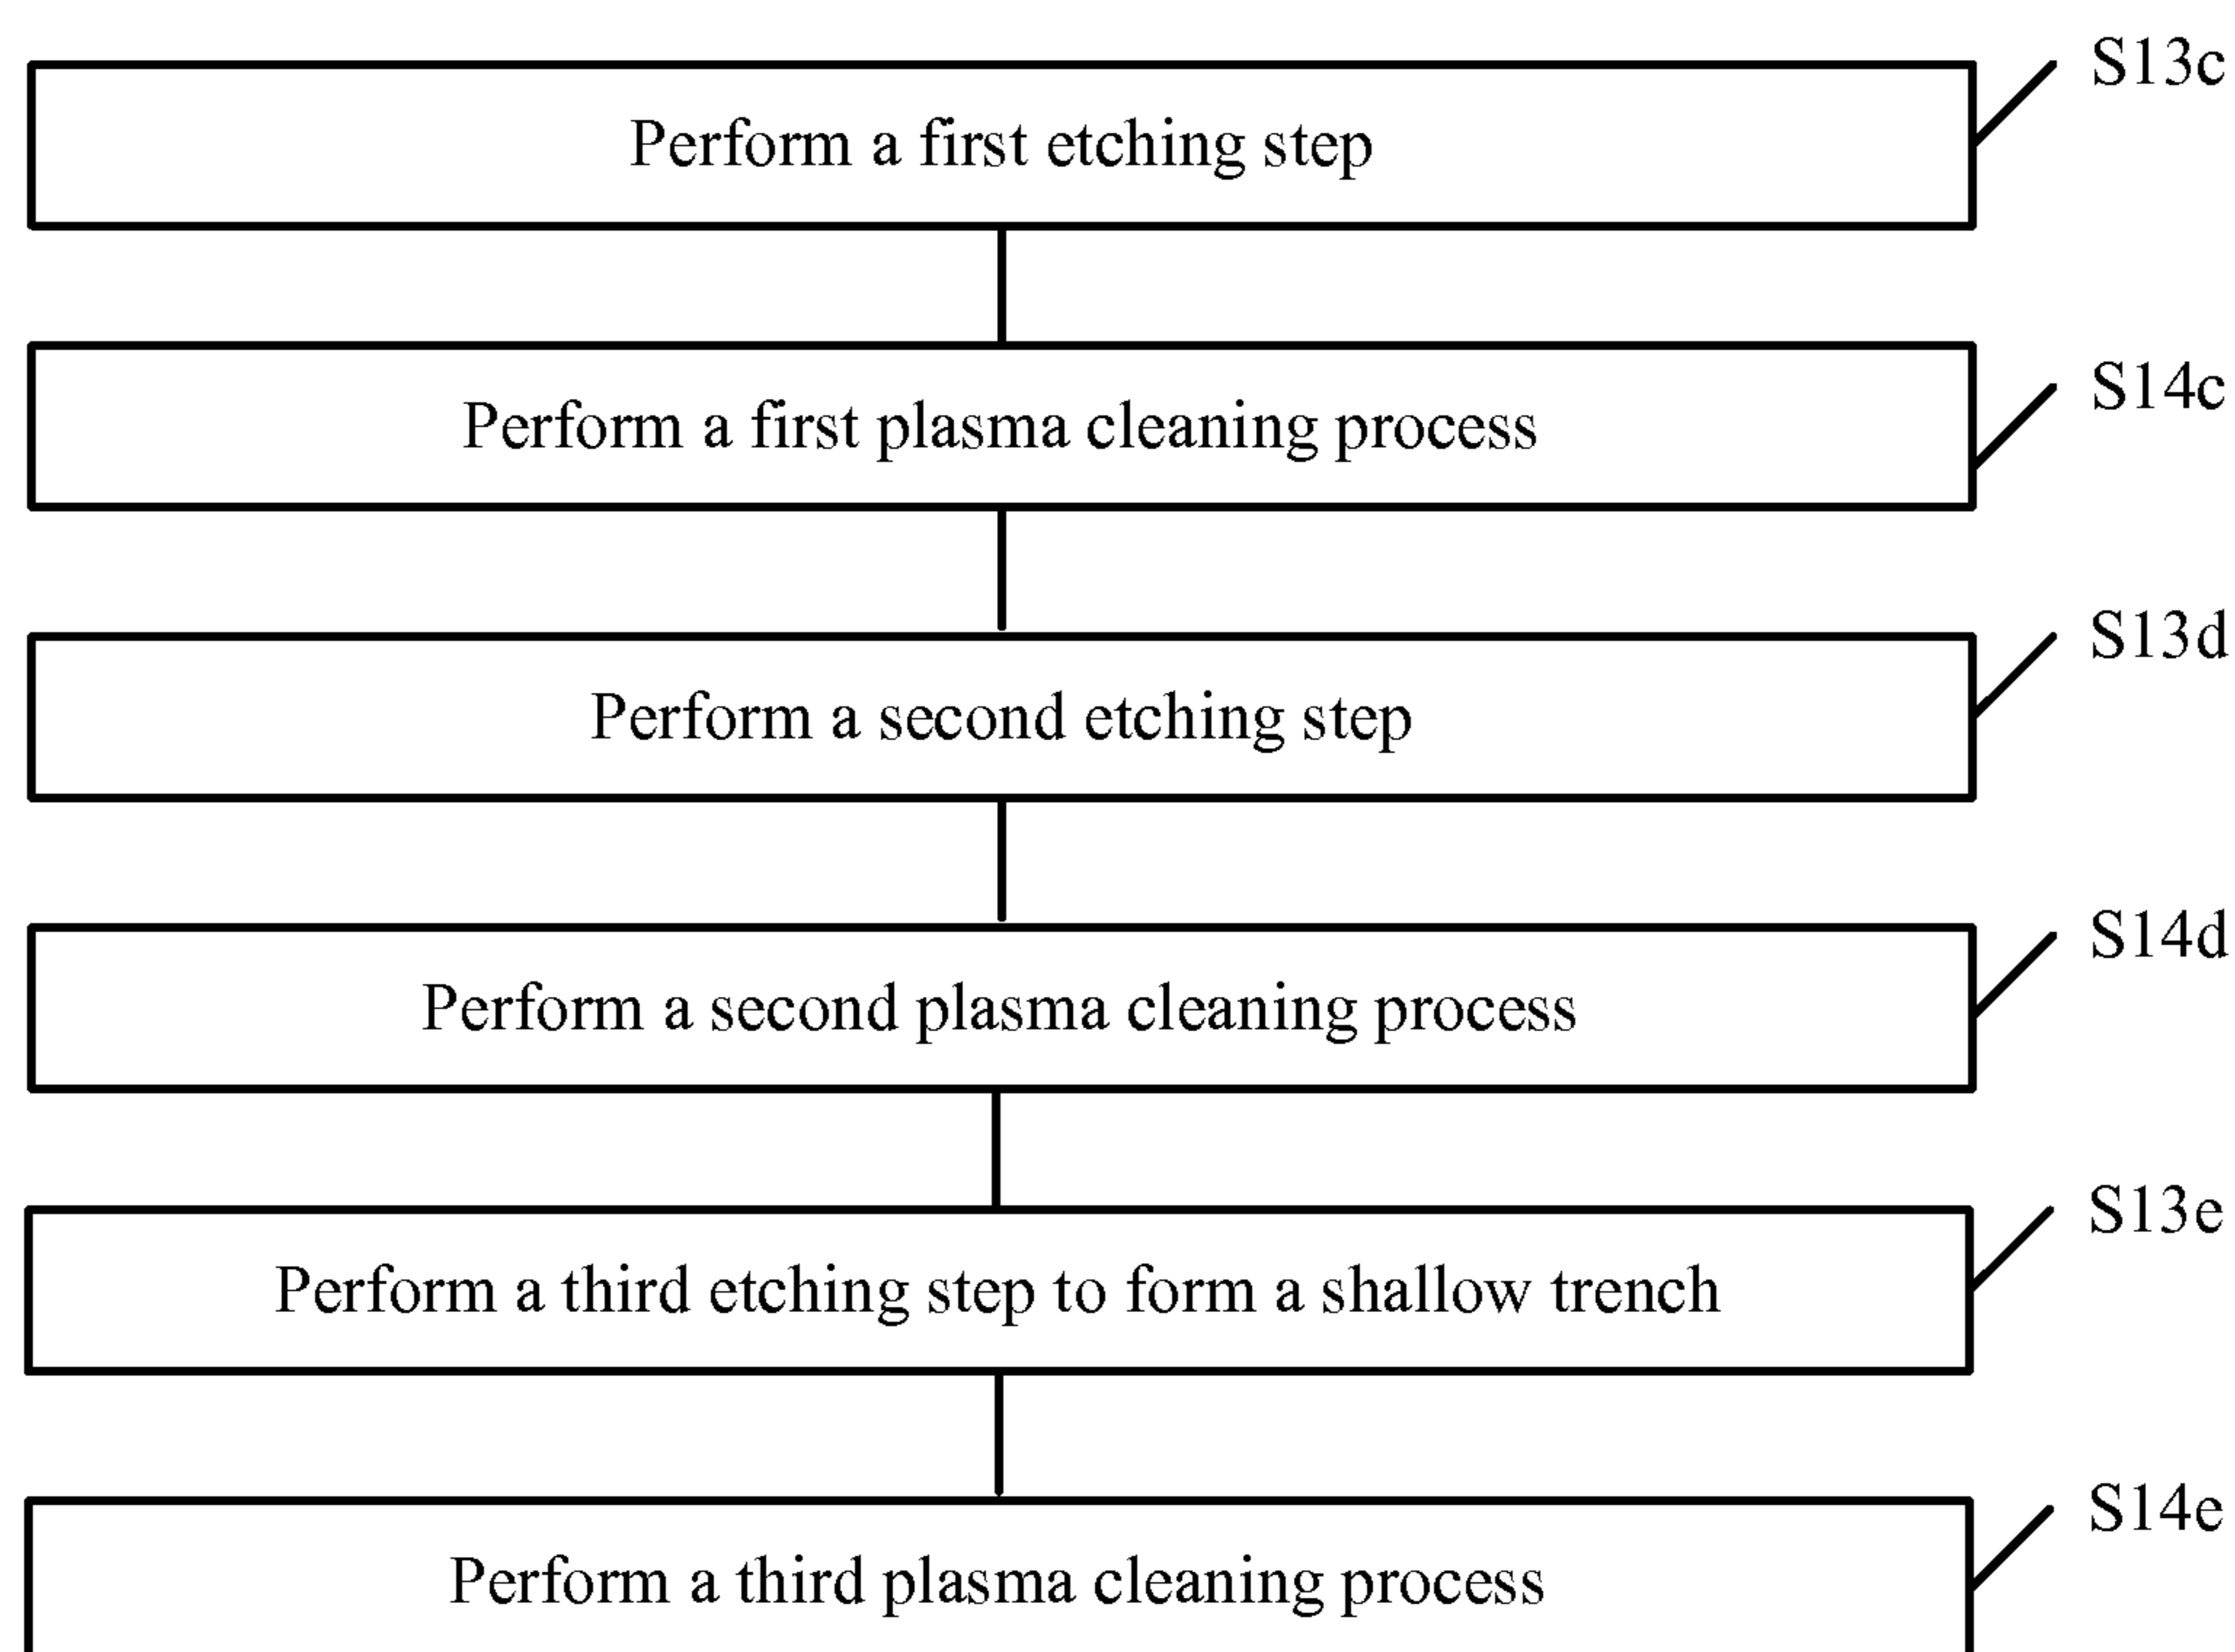 S13c
Perform a first etching step
S14c
Perform a first plasma cleaning process
S13d
Perform a second etching step
S14d
Perform a second plasma cleaning process
S13e
Perform a third etching step to form a shallow trench
S14e
Perform a third plasma cleaning process